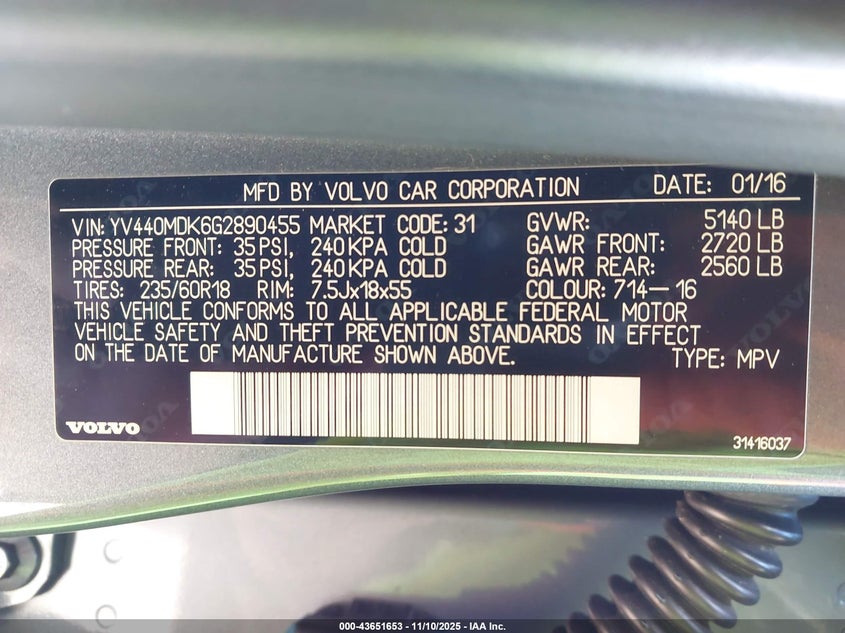 MFD BY VOLVO CAR CORPORATION DATE: 01/16
VIN: YV440MDK6G2890455 MARKET CODE: 31 GVWR: 5140 LB
PRESSURE FRONT: 35 PSI, 240 KPA COLD GAWR FRONT: 2720 LB
PRESSURE REAR: 35 PSI, 240 KPA COLD GAWR REAR: 2560 LB
TIRES: 235/60R18 RIM: 7.5Jx18x55 COLOUR: 714-16
THIS VEHICLE CONFORMS TO ALL APPLICABLE FEDERAL MOTOR
VEHICLE SAFETY AND THEFT PREVENTION STANDARDS IN EFFECT
ON THE DATE OF MANUFACTURE SHOWN ABOVE. TYPE: MPV
VOLVO 31416037
000-43651653 - 11/10/2025 - IAA Inc.